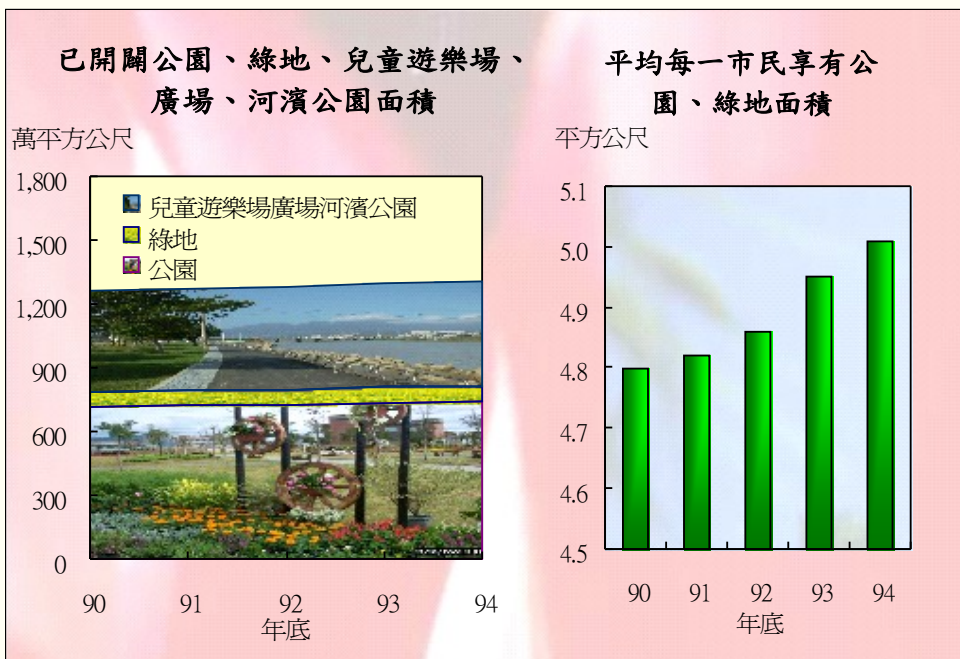 已開闢公園、綠地、兒童遊樂場、
廣場、河濱公園面積
萬平方公尺
1,800
1,500
1,200
900
600
300
0
兒童遊樂場廣場河濱公園
綠地
公園
90 91 92 93 94
年底
平均每一市民享有公
園、綠地面積
平方公尺
5.1
5.0
4.9
4.8
4.7
4.6
4.5
90 91 92 93 94
年底